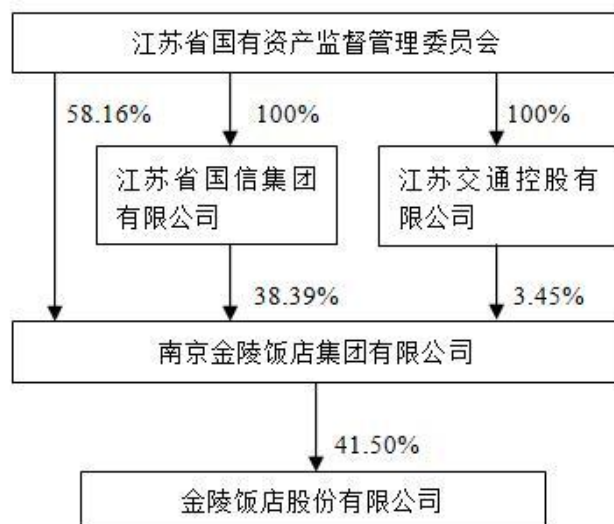 江苏省国有资产监督管理委员会
58.16%
100%
100%
江苏省国信集团
有限公司
江苏交通控股有
限公司
38.39%
3.45%
南京金陵饭店集团有限公司
41.50%
金陵饭店股份有限公司